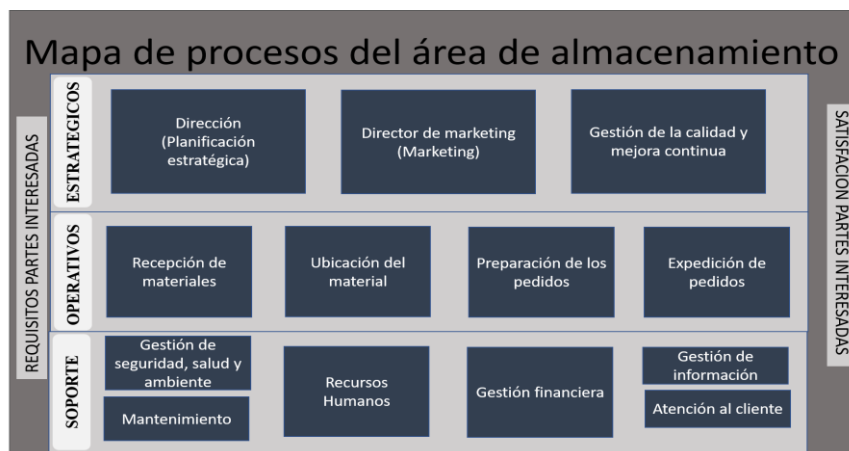 Mapa de procesos del área de almacenamiento
REQUISITOS PARTES INTERESADAS
ESTRATEGICOS
Dirección
(Planificación
estratégica)
Director de marketing
(Marketing)
Gestión de la calidad y
mejora continua
OPERATIVOS
Recepción de
materiales
Ubicación del
material
Preparación de los
pedidos
Expedición de
pedidos
SOPORTE
Gestión de
seguridad, salud y
ambiente
Mantenimiento
Recursos
Humanos
Gestión financiera
Gestión de
información
Atención al cliente
SATISFACION PARTES INTERESADAS